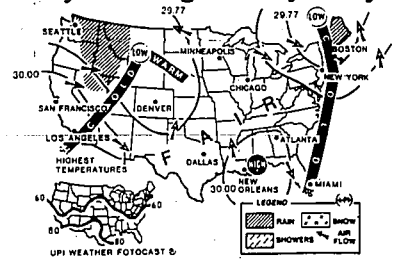 29.77
29.77
LOW
SEATTLE
LOW
WARM
MINNEAPOLIS
BOSTON
30.00
CHICAGO
NEW YORK
SAN FRANCISCO
COLD
DENVER
FAIR
COLD
LOS ANGELES
ATLANTA
HIGHEST
TEMPERATURES
DALLAS
HIGH
NEW
ORLEANS
30.00
MIAMI
60
60
80
80
LEGEND
RAIN
SNOW
SHOWERS
AIR
FLOW
UPI WEATHER FOTOCAST